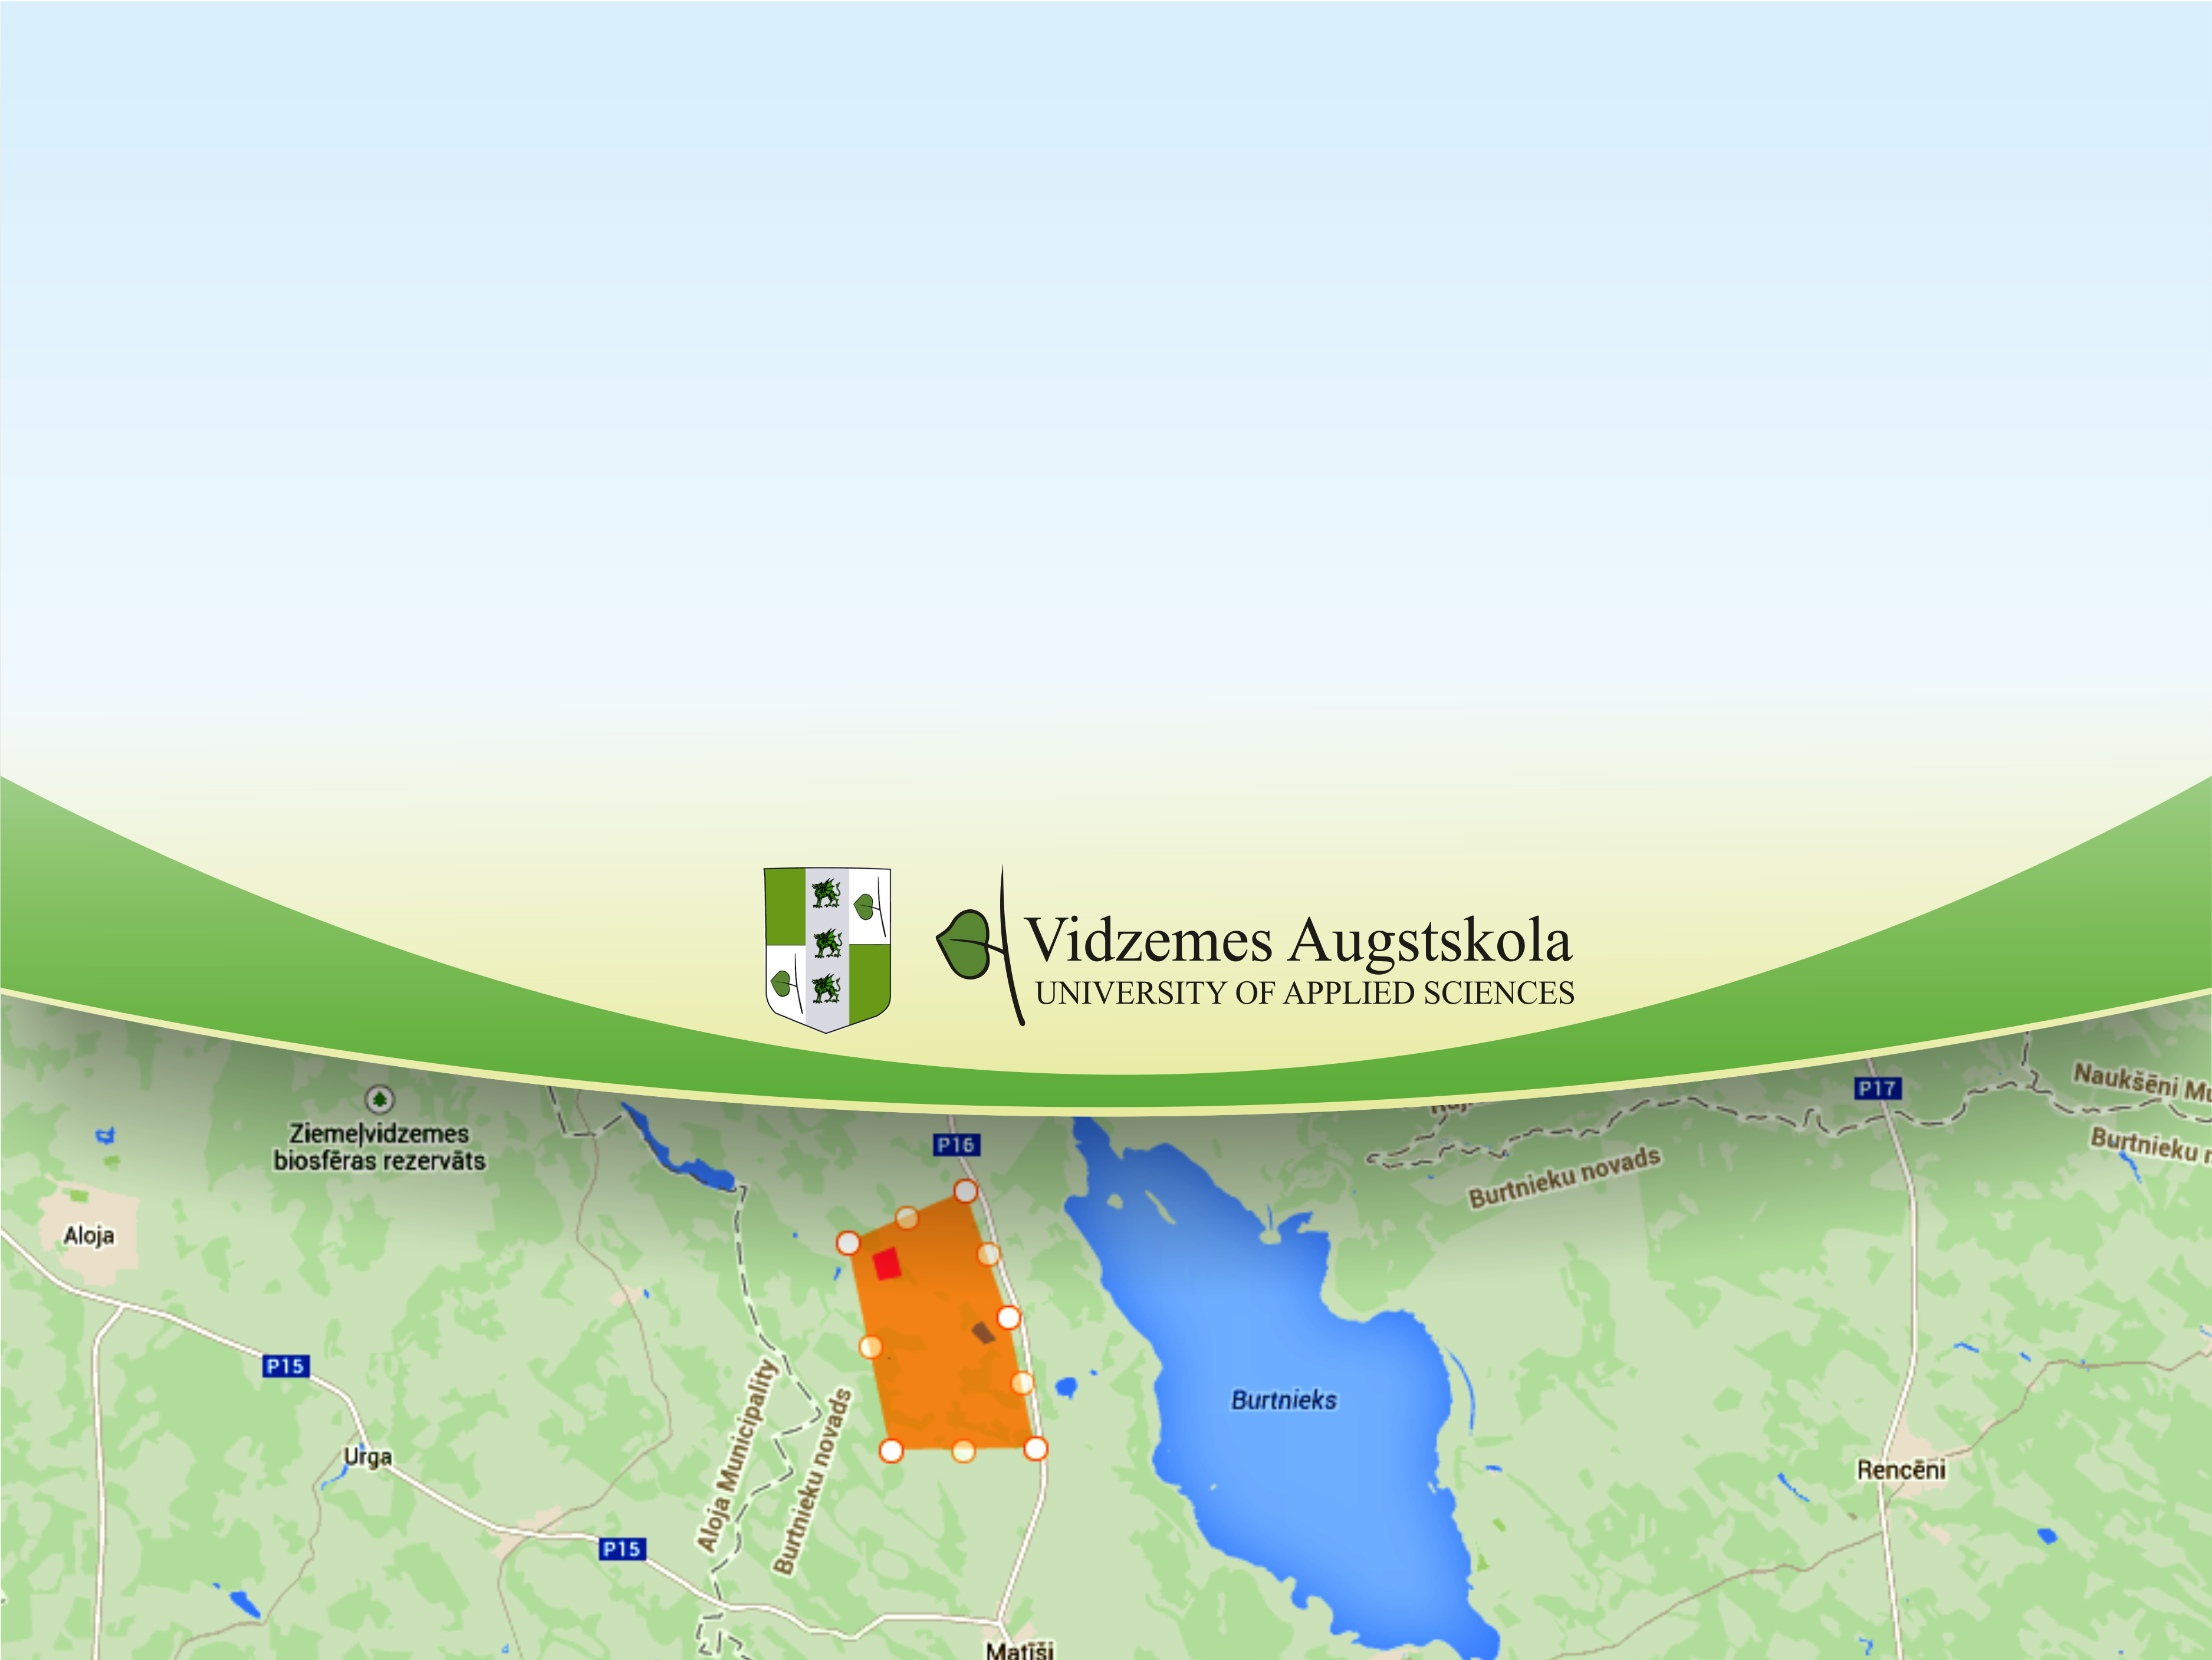 Vidzemes Augstskola
UNIVERSITY OF APPLIED SCIENCES
P17
Naukšēni
Burtnieku
Ziemeļvidzemes
biosfēras rezervāts
P16
Burtnieku novads
Aloja
P15
Aloja Municipality
Burtnieku novads
Burtnieks
Urga
Rencēni
P15
Matīši